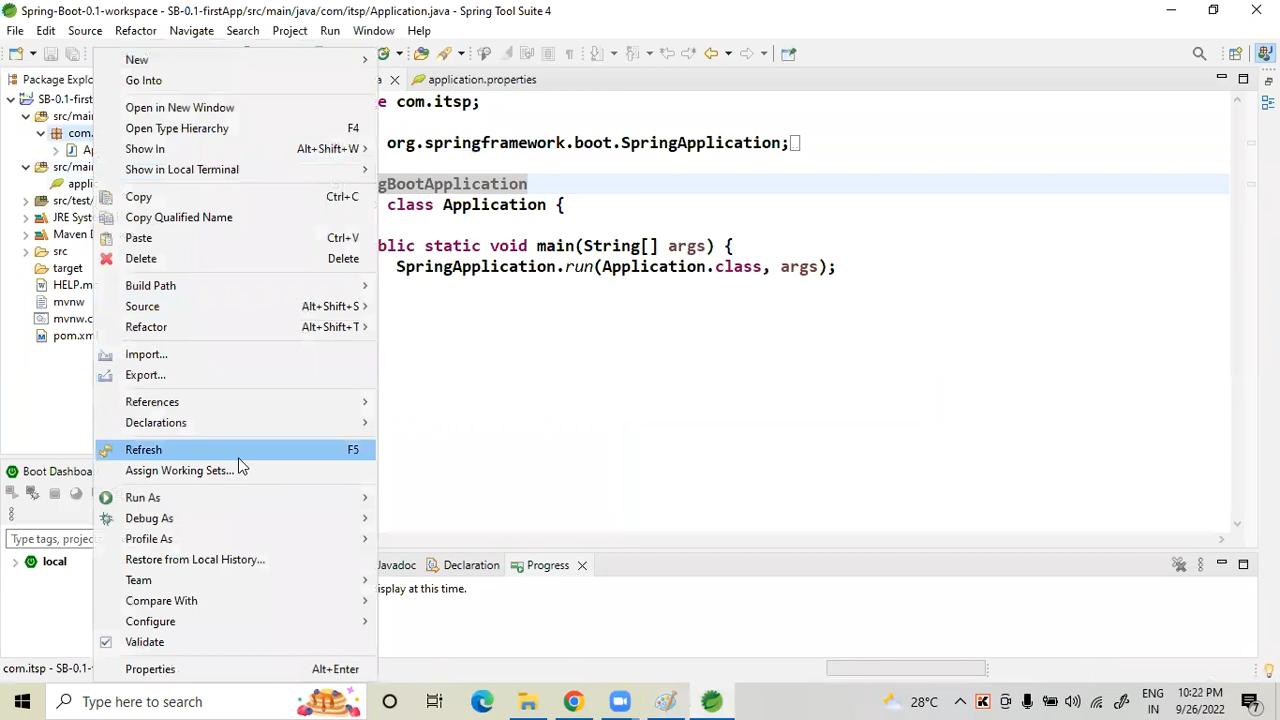 Spring-Boot-0.1-workspace - SB-0.1-firstApp/src/main/java/com/itsp/Application.java - Spring Tool Suite 4
File Edit Source Refactor Navigate Search Project Run Window Help
Package Explo
application.properties
SB-0.1-first
src/mai
com.
Ap
src/mai
appli
src/test/
JRE Syste
Maven D
src
target
HELP.m
mvnw
mvnw.c
pom.xm
New
Go Into
Open in New Window
Open Type Hierarchy F4
Show In Alt+Shift+W
Show in Local Terminal
Copy Ctrl+C
Copy Qualified Name
Paste Ctrl+V
Delete Delete
Build Path
Source Alt+Shift+S
Refactor Alt+Shift+T
Import...
Export...
References
Declarations
Refresh F5
Assign Working Sets...
Run As
Debug As
Profile As
Restore from Local History...
Team
Compare With
Configure
Validate
Properties Alt+Enter
e com.itsp;
org.springframework.boot.SpringApplication;
gBootApplication
class Application {
blic static void main(String[] args) {
SpringApplication.run(Application.class, args);
Boot Dashboa
Type tags, projec
local
Javadoc Declaration Progress
isplay at this time.
com.itsp - SB-0.1-
Type here to search
28°C
ENG
IN
10:22 PM
9/26/2022
7